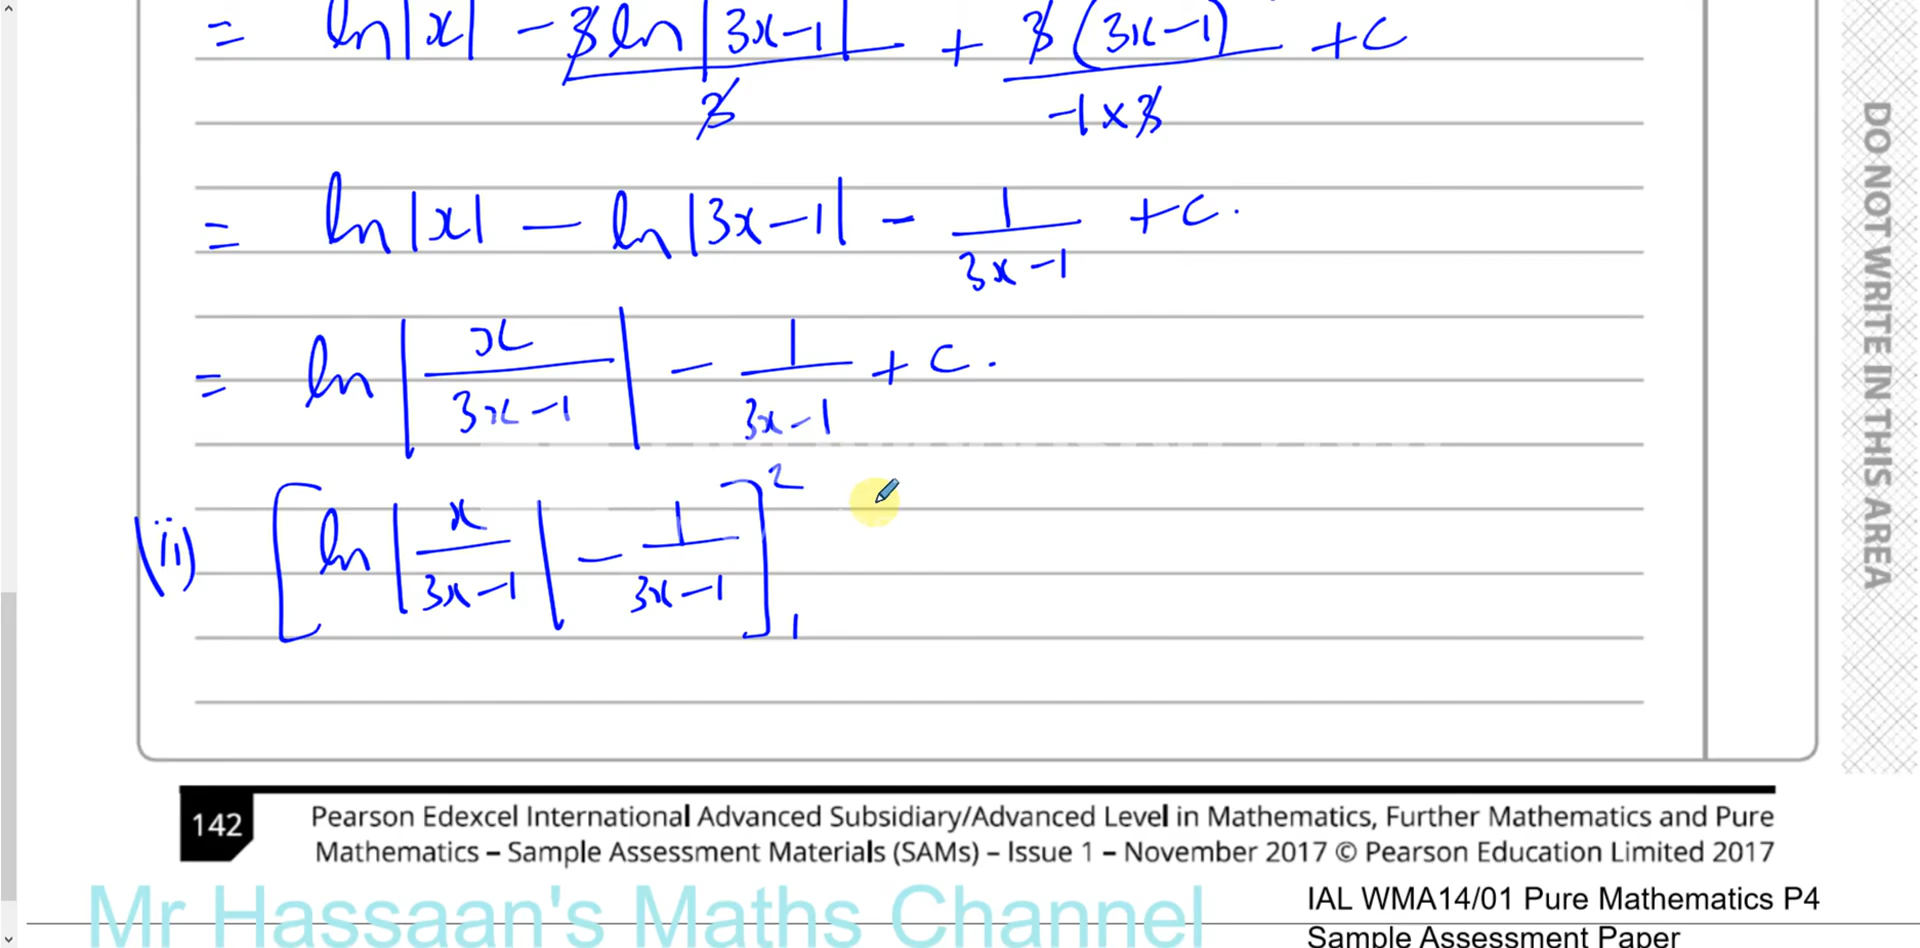 = ln|x| - 3ln|3x-1|/3 + 3(3x-1)/-1×3 + c
= ln|x| - ln|3x-1| - 1/3x-1 + c.
= ln|x/3x-1| - 1/3x-1 + c.
(ii) [ln|x/3x-1| - 1/3x-1]²₁
DO NOT WRITE IN THIS AREA
142
Pearson Edexcel International Advanced Subsidiary/Advanced Level in Mathematics, Further Mathematics and Pure
Mathematics – Sample Assessment Materials (SAMs) – Issue 1 – November 2017 © Pearson Education Limited 2017
Mr Hassaan's Maths Channel
IAL WMA14/01 Pure Mathematics P4
Sample Assessment Paper